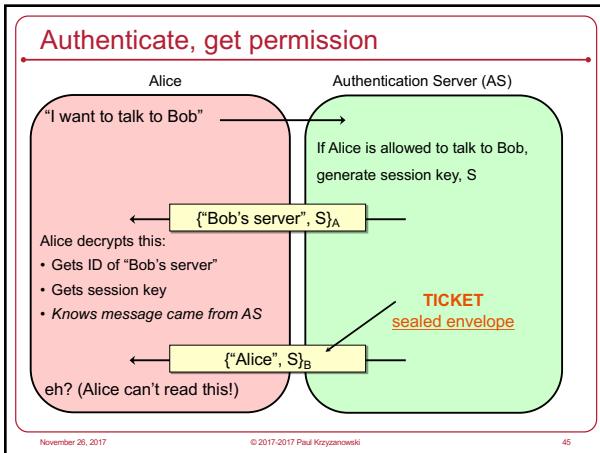 Authenticate, get permission
Alice
Authentication Server (AS)
“I want to talk to Bob”
If Alice is allowed to talk to Bob,
generate session key, S
{“Bob’s server”, S}A
Alice decrypts this:
• Gets ID of “Bob’s server”
• Gets session key
• Knows message came from AS
TICKET
sealed envelope
{“Alice”, S}B
eh? (Alice can’t read this!)
November 26, 2017
© 2017-2017 Paul Krzyzanowski
45